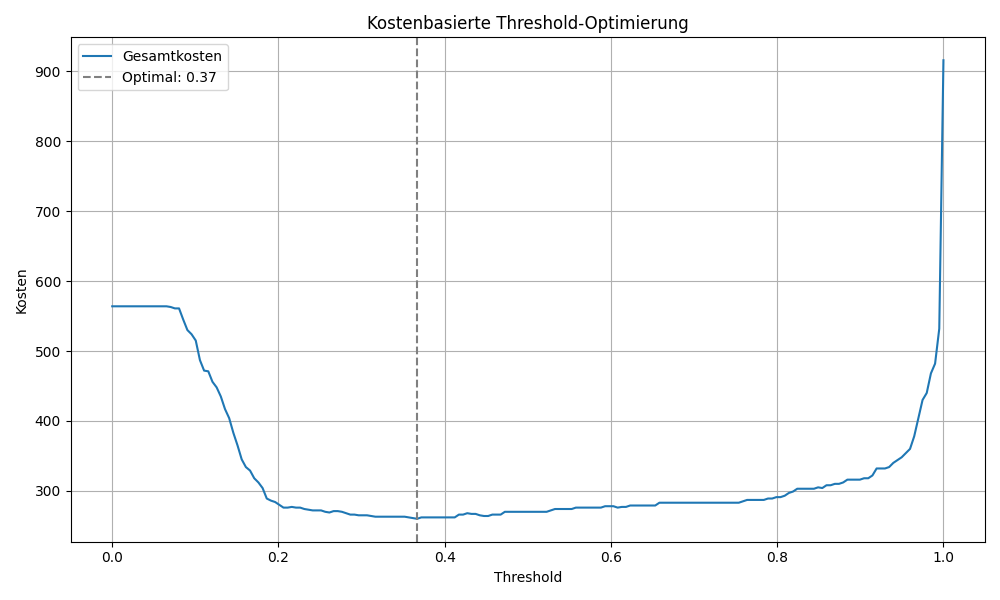 Kostenbasierte Threshold-Optimierung
Gesamtkosten
Optimal: 0.37
Kosten
900
800
700
600
500
400
300
0.0 0.2 0.4 0.6 0.8 1.0
Threshold